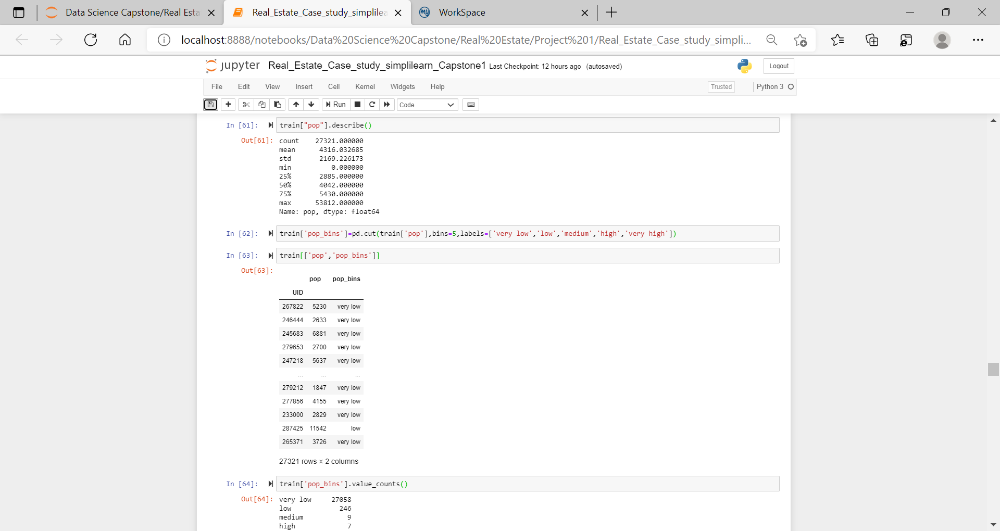 Data Science Capstone/Real Esta
Real_Estate_Case_study_simplilea
WorkSpace
localhost:8888/notebooks/Data%20Science%20Capstone/Real%20Estate/Project%201/Real_Estate_Case_study_simpli...
jupyter Real_Estate_Case_study_simplilearn_Capstone1 Last Checkpoint: 12 hours ago (autosaved)
Logout
File Edit View Insert Cell Kernel Widgets Help
Trusted Python 3
Run Code
In [61]: train["pop"].describe()
Out[61]: count 27321.000000
mean 4316.032685
std 2169.226173
min 0.000000
25% 2885.000000
50% 4042.000000
75% 5430.000000
max 53812.000000
Name: pop, dtype: float64
In [62]: train['pop_bins']=pd.cut(train['pop'],bins=5,labels=['very low','low','medium','high','very high'])
In [63]: train[['pop','pop_bins']]
Out[63]:
pop pop_bins
UID
267822 5230 very low
246444 2633 very low
245683 6881 very low
279653 2700 very low
247218 5637 very low
... ... ...
279212 1847 very low
277856 4155 very low
233000 2829 very low
287425 11542 low
265371 3726 very low
27321 rows × 2 columns
In [64]: train['pop_bins'].value_counts()
Out[64]: very low 27058
low 246
medium 9
high 7